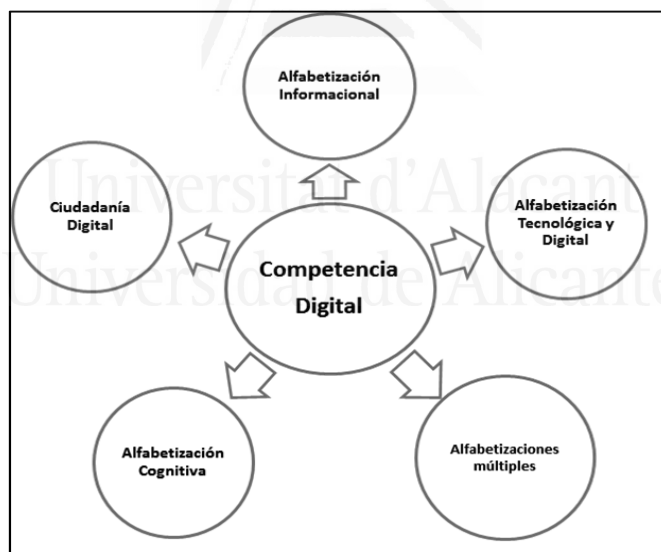 Alfabetización
Informacional
Universitat d'Alacant
Universidad de Alicante
Ciudadanía
Digital
Alfabetización
Tecnológica y
Digital
Competencia
Digital
Alfabetización
Cognitiva
Alfabetizaciones
múltiples